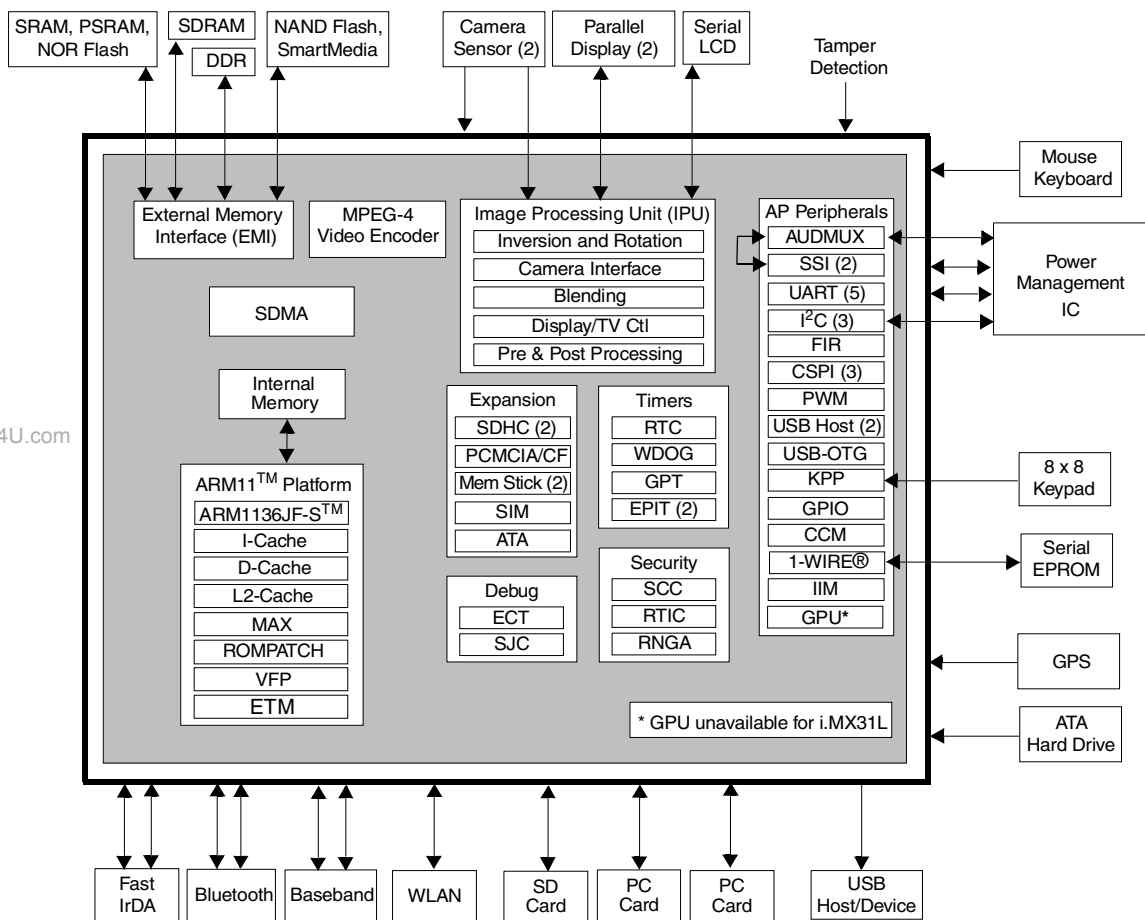 SRAM, PSRAM,
NOR Flash
SDRAM
DDR
NAND Flash,
SmartMedia
Camera
Sensor (2)
Parallel
Display (2)
Serial
LCD
Tamper
Detection
External Memory
Interface (EMI)
MPEG-4
Video Encoder
SDMA
Internal
Memory
4U.com
ARM11™ Platform
ARM1136JF-S™
I-Cache
D-Cache
L2-Cache
MAX
ROMPATCH
VFP
ETM
Image Processing Unit (IPU)
Inversion and Rotation
Camera Interface
Blending
Display/TV Ctl
Pre & Post Processing
Expansion
SDHC (2)
PCMCIA/CF
Mem Stick (2)
SIM
ATA
Timers
RTC
WDOG
GPT
EPIT (2)
Debug
ECT
SJC
Security
SCC
RTIC
RNGA
AP Peripherals
AUDMUX
SSI (2)
UART (5)
I²C (3)
FIR
CSPI (3)
PWM
USB Host (2)
USB-OTG
KPP
GPIO
CCM
1-WIRE®
IIM
GPU*
* GPU unavailable for i.MX31L
Mouse
Keyboard
Power
Management
IC
8 x 8
Keypad
Serial
EPROM
GPS
ATA
Hard Drive
Fast
IrDA
Bluetooth
Baseband
WLAN
SD
Card
PC
Card
PC
Card
USB
Host/Device